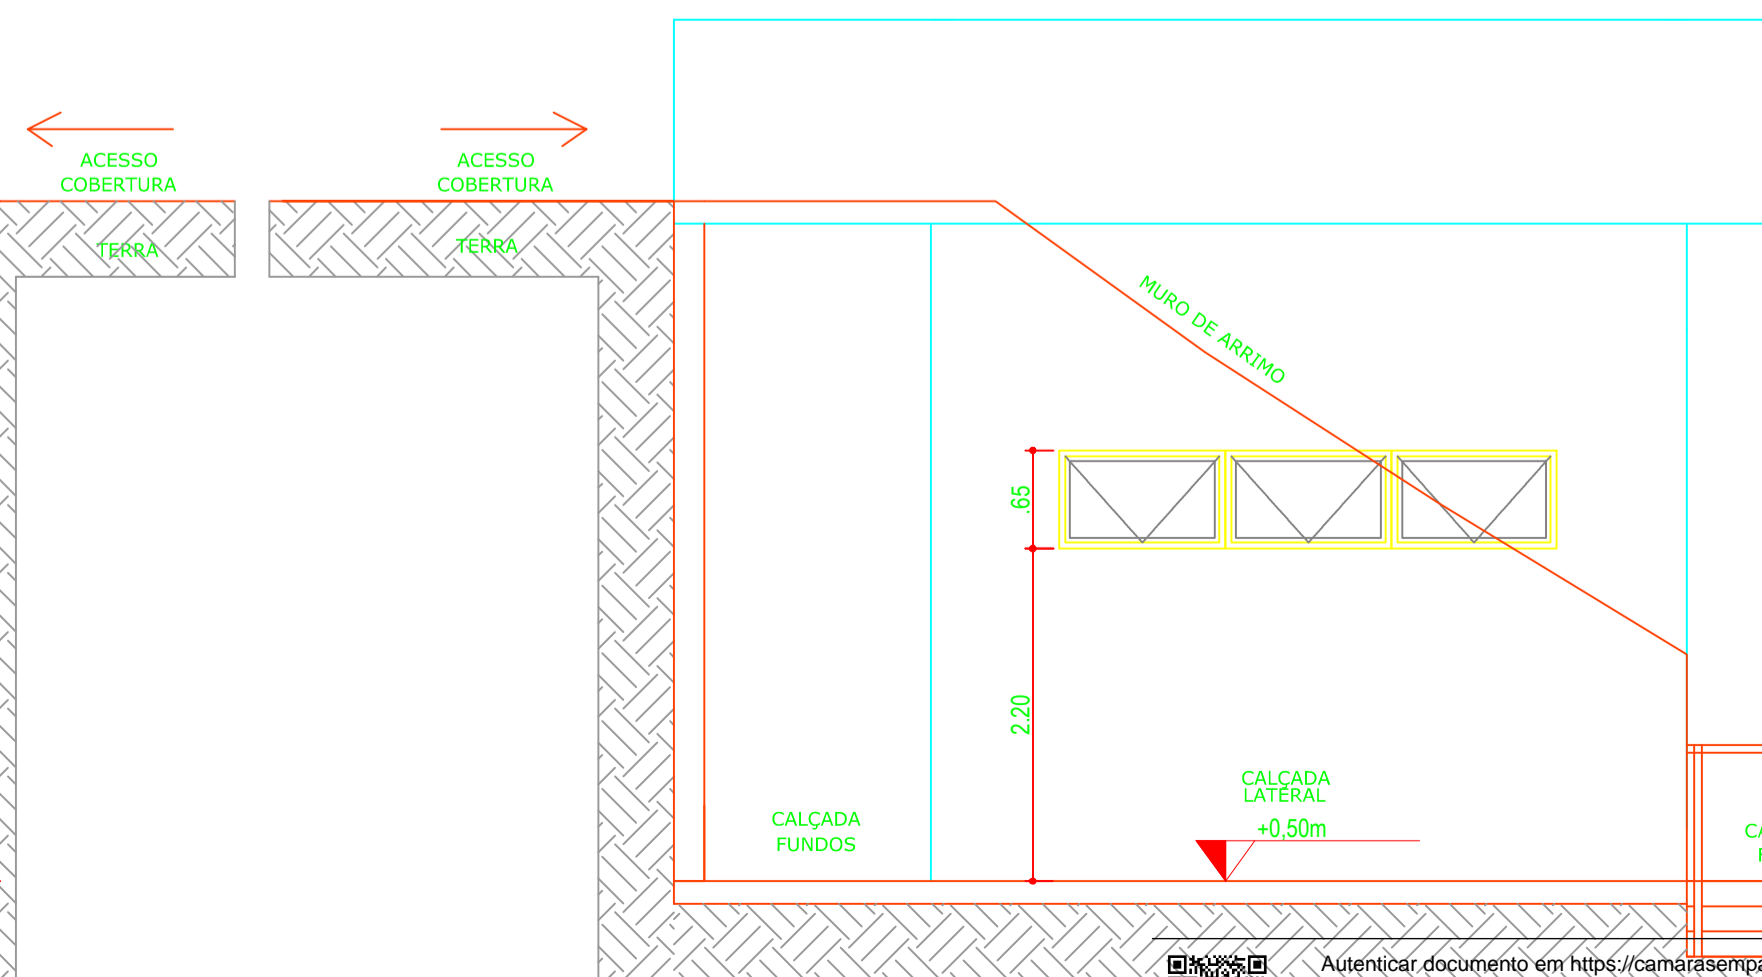 ACESSO
COBERTURA
ACESSO
COBERTURA
TERRA
TERRA
MURO DE ARRIMO
.65
2.20
CALÇADA
LATERAL
+0,50m
CALÇADA
FUNDOS
Autenticar documento em https://camarasempa